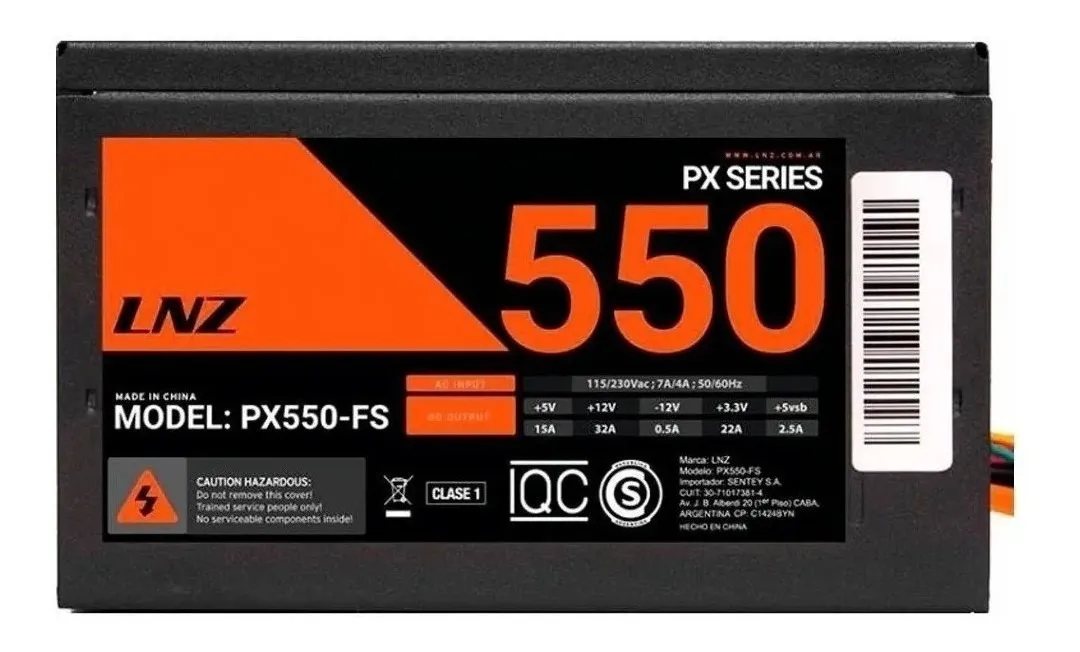 WWW.LNZ.COM.AR
PX SERIES
550
LNZ
MADE IN CHINA
MODEL: PX550-FS
AC INPUT
115/230Vac ; 7A/4A ; 50/60Hz
DC OUTPUT
+5V +12V -12V +3.3V +5vsb
15A 32A 0.5A 22A 2.5A
CAUTION HAZARDOUS:
Do not remove this cover!
Trained service people only!
No serviceable components inside!
CLASE 1
IQC
S
ARGENTINA
Marca: LNZ
Modelo: PX550-FS
Importador: SENTEY S.A.
CUIT: 30-71017381-4
Av. J. B. Alberdi 20 (1er Piso) CABA,
ARGENTINA CP: C1424BYN
HECHO EN CHINA